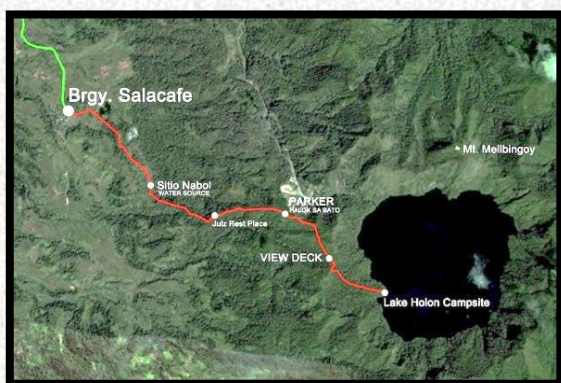 Brgy. Salacafe
Mt. Melibingoy
Sitio Nabol
WATER SOURCE
PARKER
HALOK SA BATO
Julz Rest Place
VIEW DECK
Lake Holon Campsite